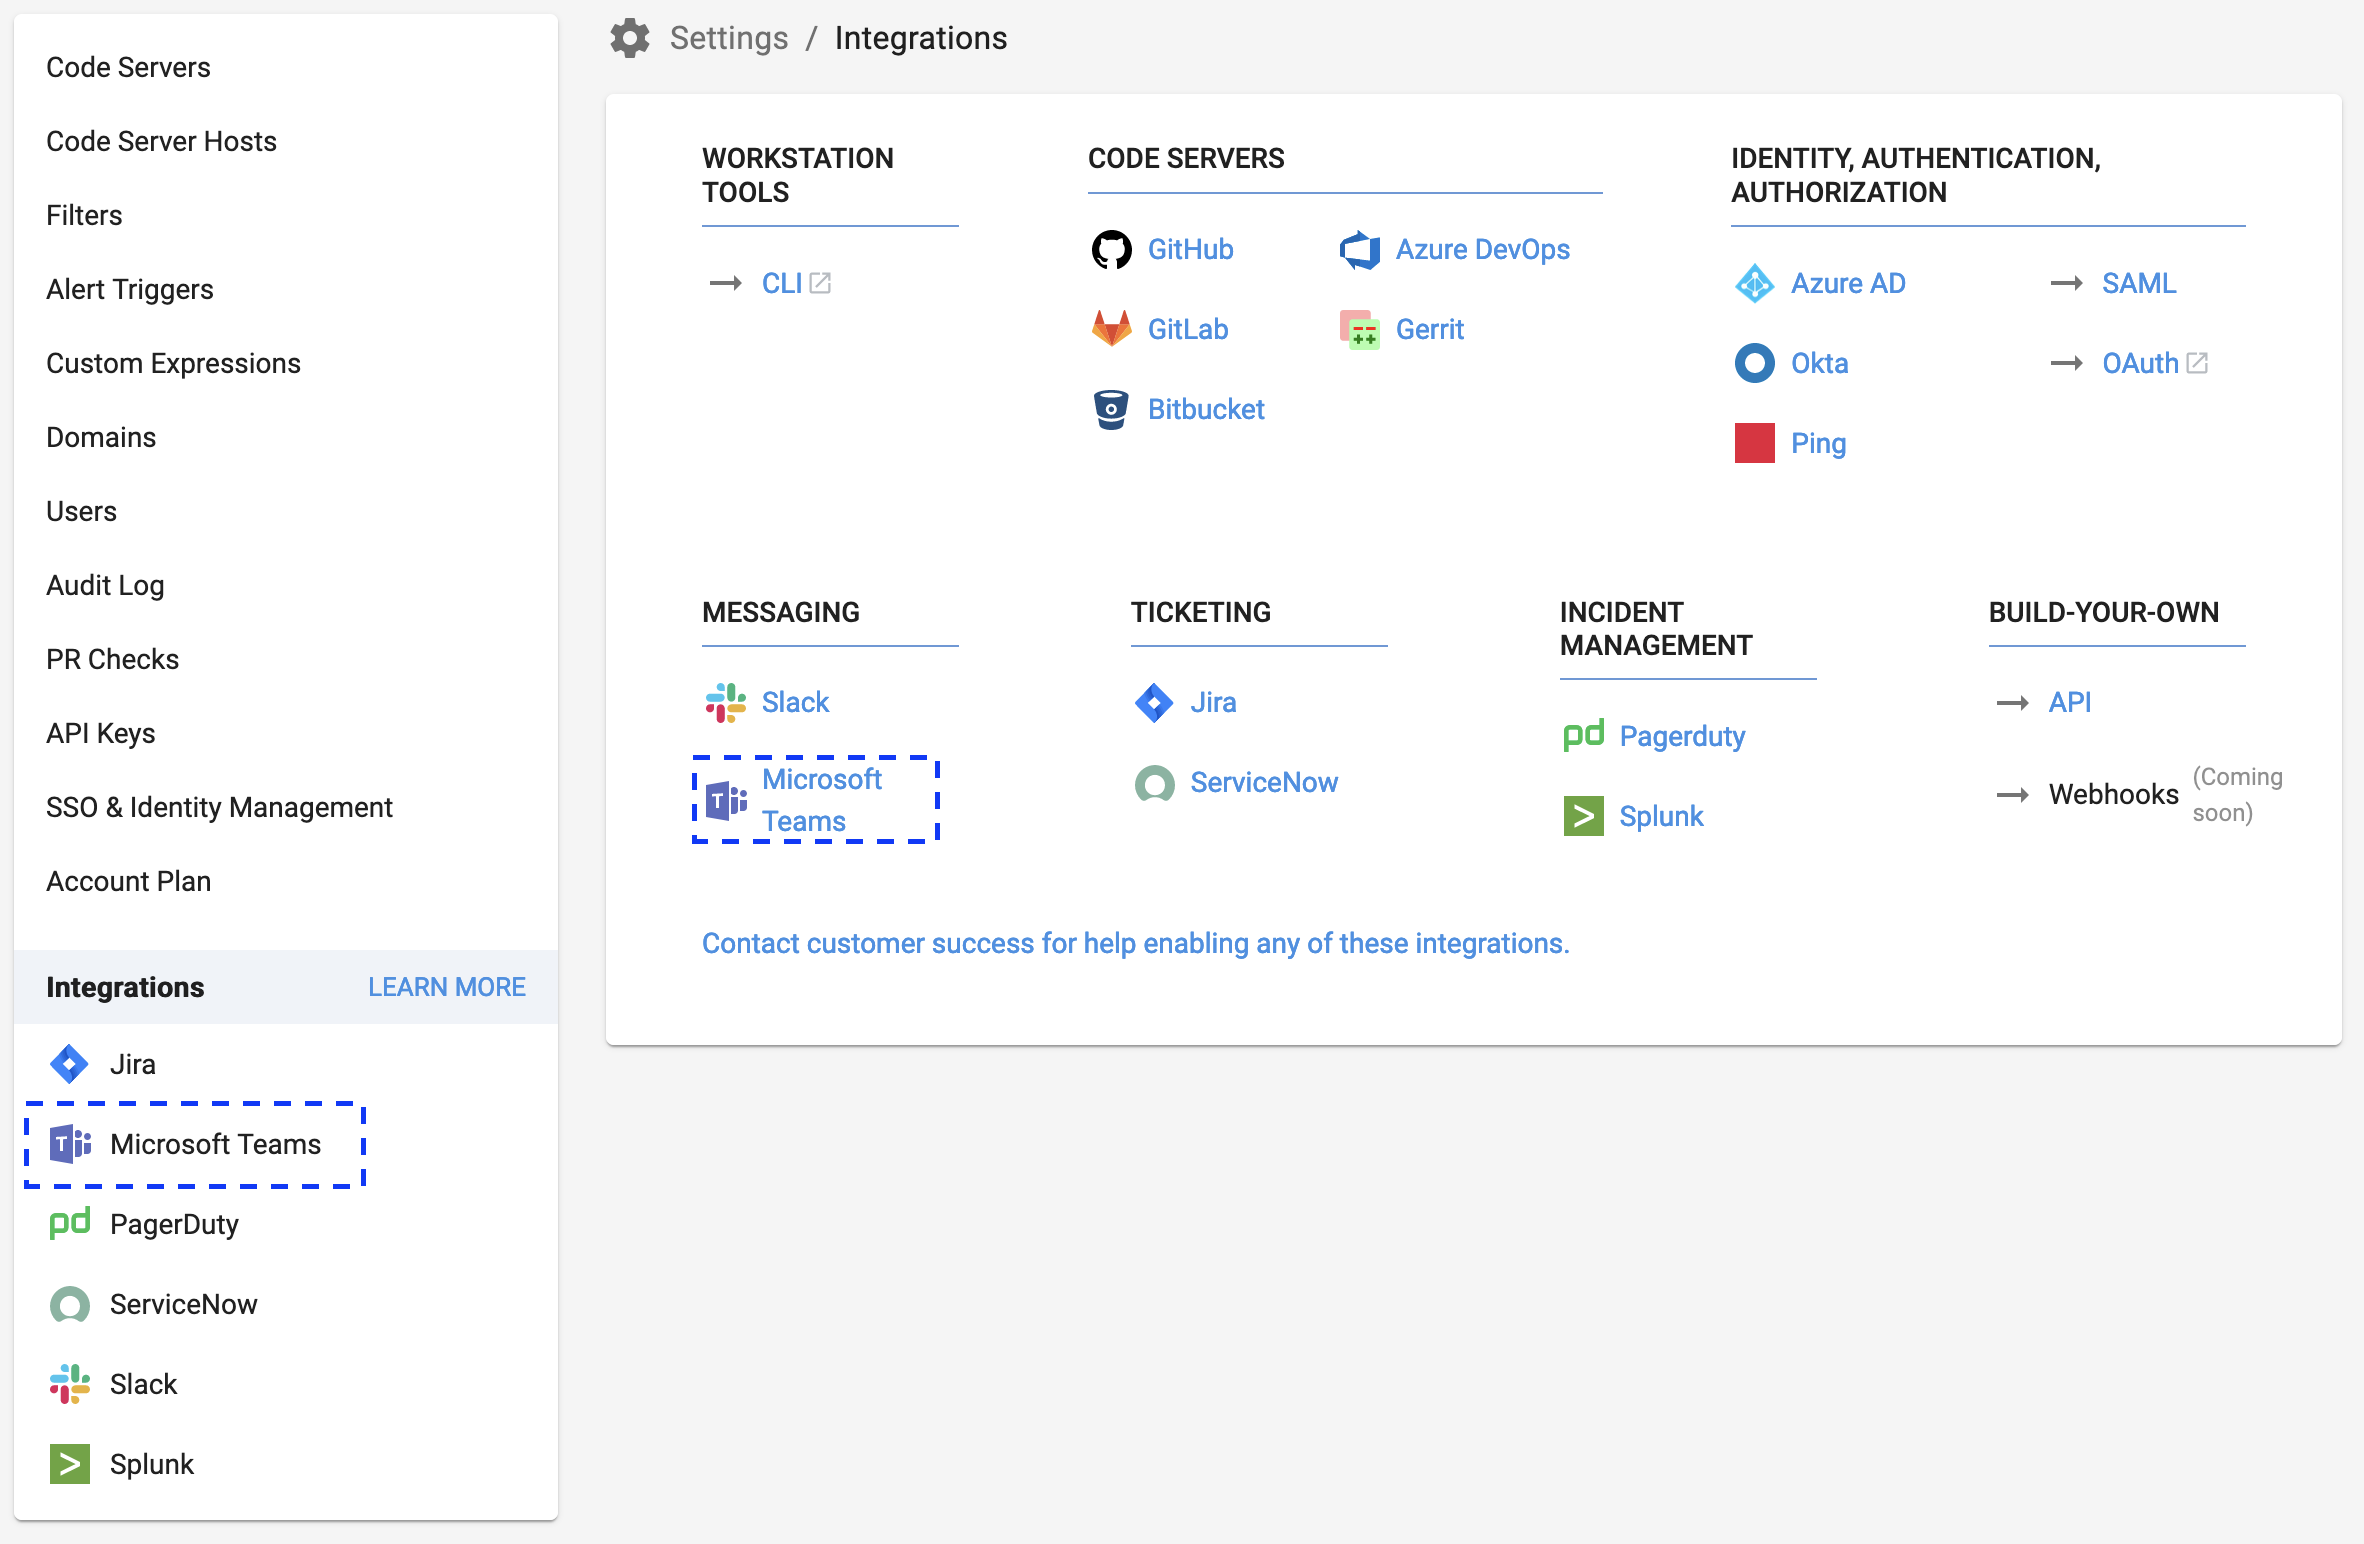 Code Servers
Code Server Hosts
Filters
Alert Triggers
Custom Expressions
Domains
Users
Audit Log
PR Checks
API Keys
SSO & Identity Management
Account Plan
Integrations LEARN MORE
Jira
Microsoft Teams
PagerDuty
ServiceNow
Slack
Splunk
Settings / Integrations
WORKSTATION
TOOLS
CLI
CODE SERVERS
GitHub
Azure DevOps
GitLab
Gerrit
Bitbucket
IDENTITY, AUTHENTICATION,
AUTHORIZATION
Azure AD
SAML
Okta
OAuth
Ping
MESSAGING
Slack
Microsoft
Teams
TICKETING
Jira
ServiceNow
INCIDENT
MANAGEMENT
Pagerduty
Splunk
BUILD-YOUR-OWN
API
Webhooks (Coming
soon)
Contact customer success for help enabling any of these integrations.